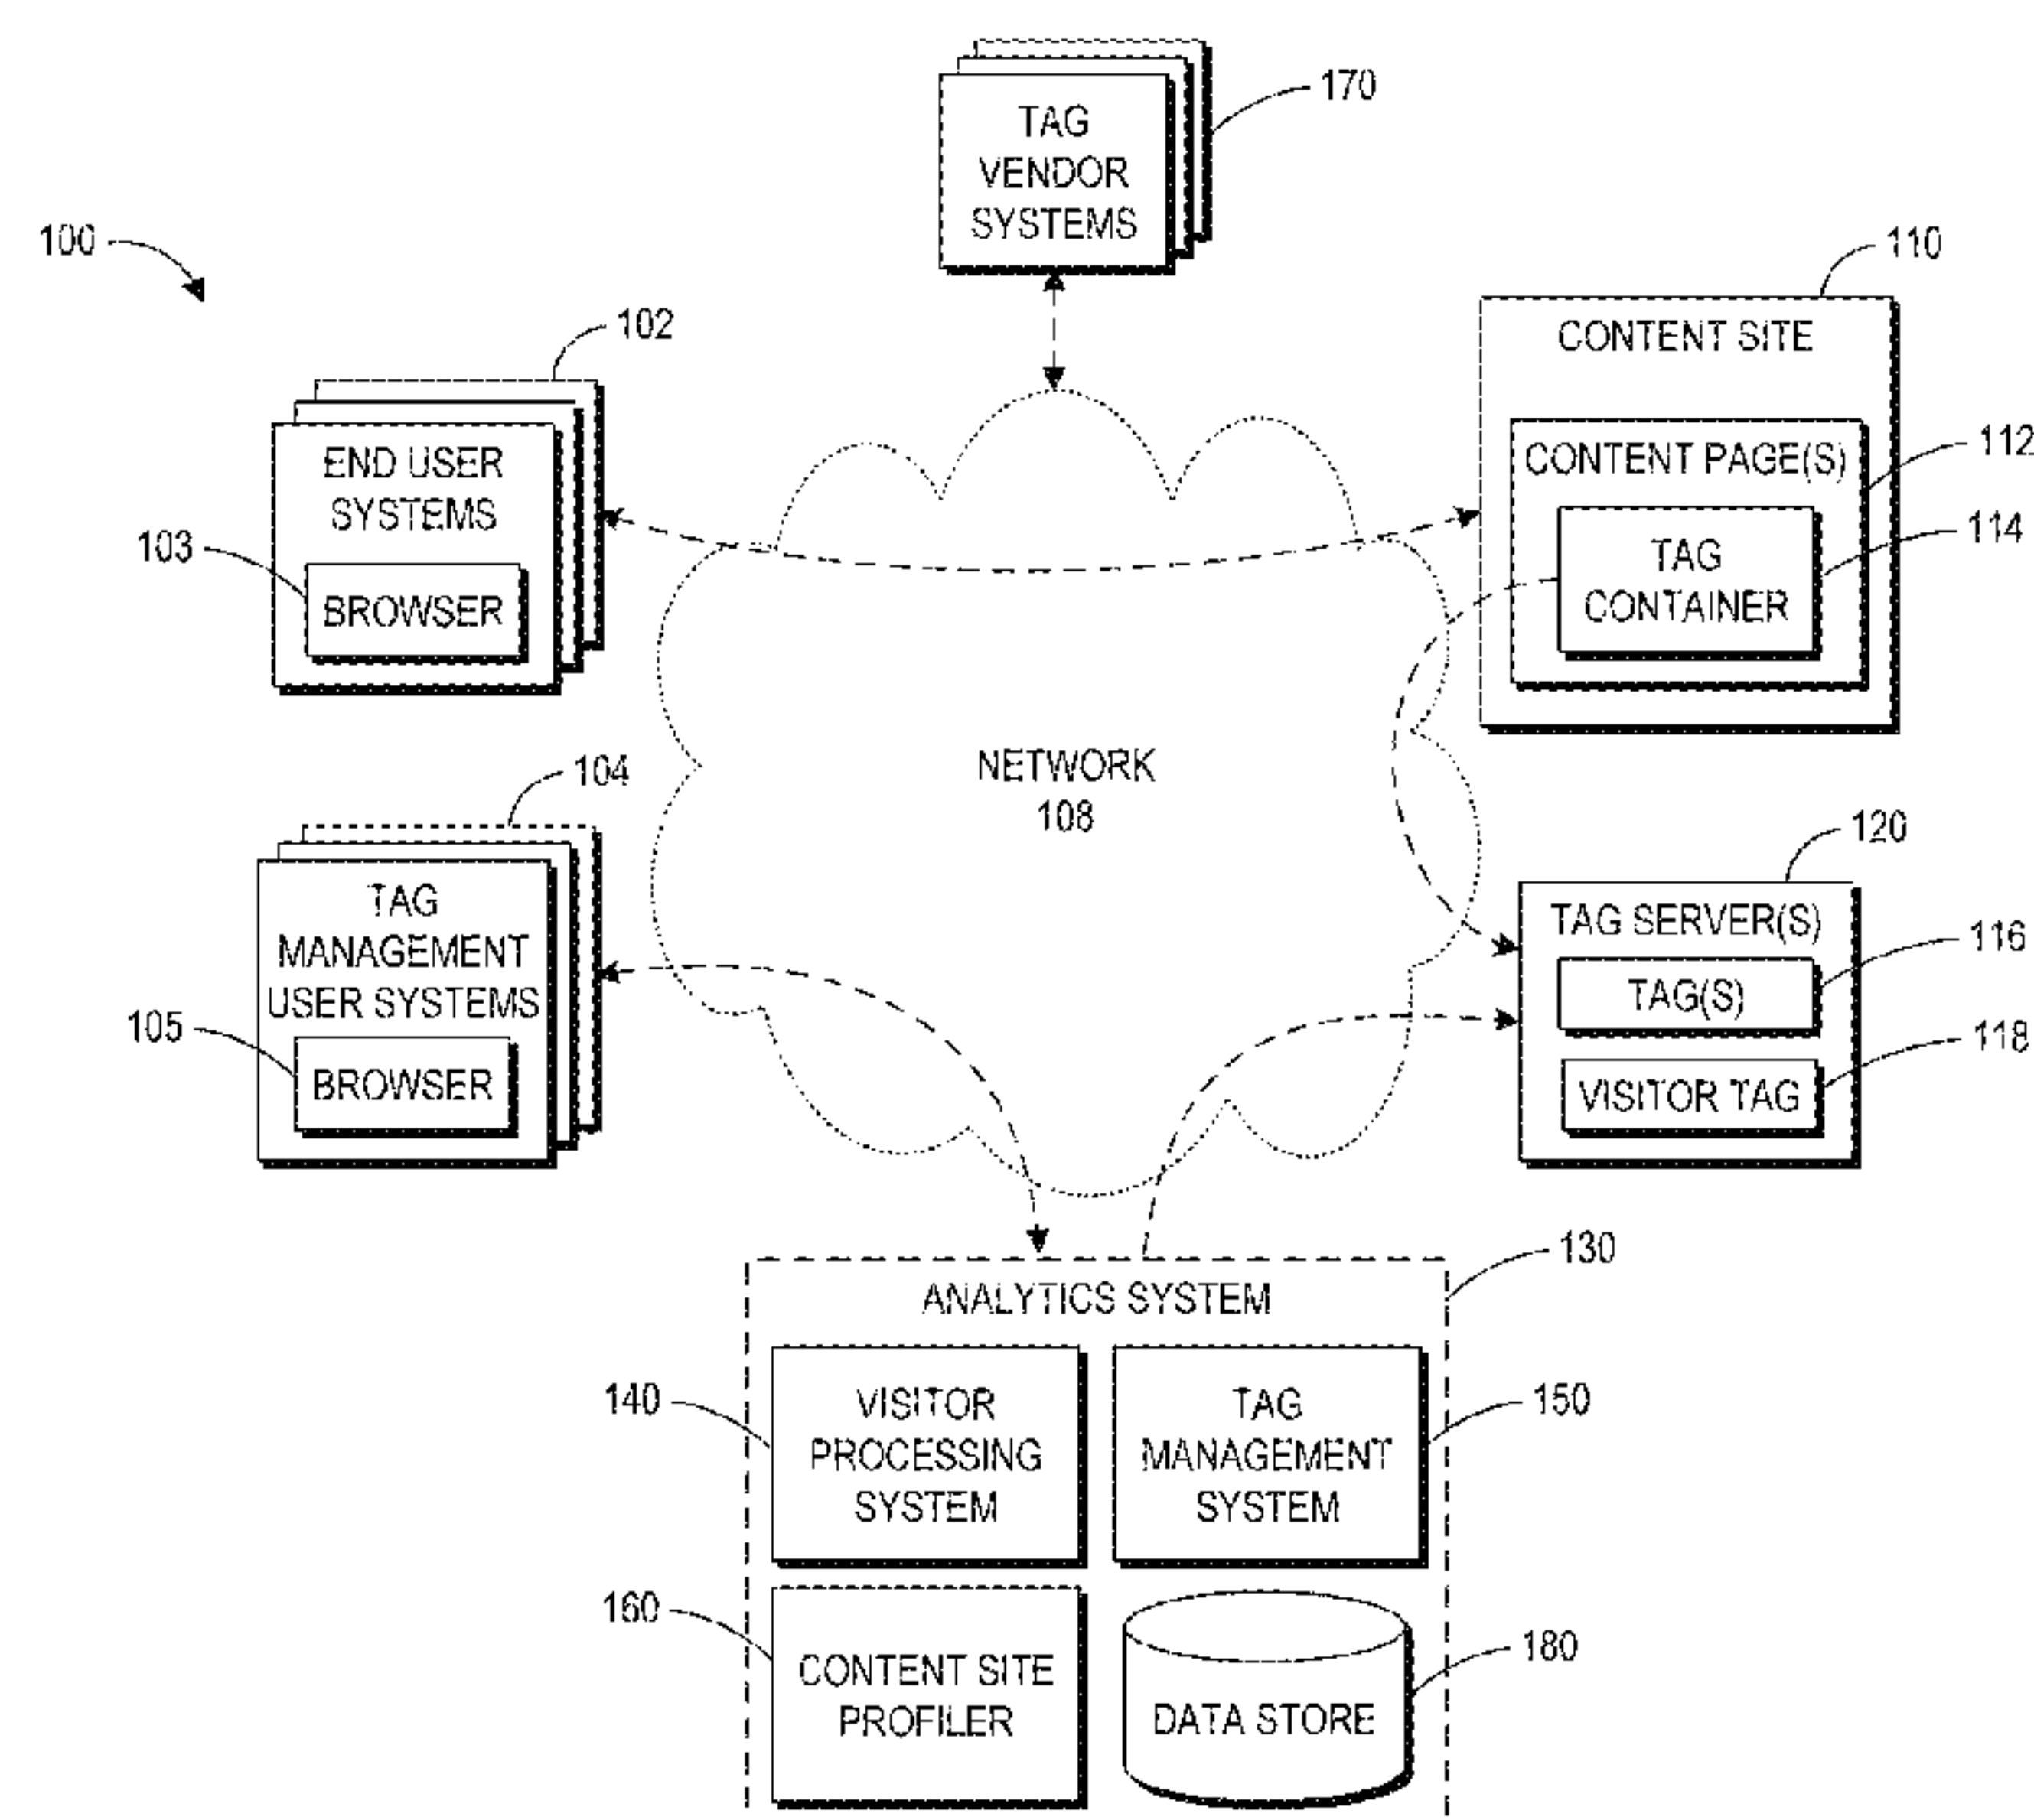 170
TAG
VENDOR
SYSTEMS
100
110
CONTENT SITE
102
END USER
SYSTEMS
103
BROWSER
CONTENT PAGE(S)
112
114
TAG
CONTAINER
NETWORK
108
104
TAG
MANAGEMENT
USER SYSTEMS
105
BROWSER
120
TAG SERVER(S)
116
TAG(S)
118
VISITOR TAG
130
ANALYTICS SYSTEM
140
VISITOR
PROCESSING
SYSTEM
TAG
MANAGEMENT
SYSTEM
150
160
CONTENT SITE
PROFILER
180
DATA STORE